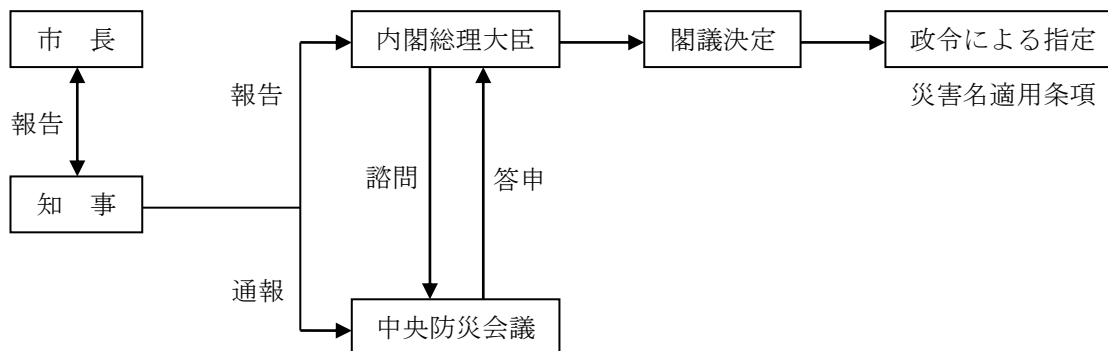 市　長
内閣総理大臣
閣議決定
政令による指定
災害名適用条項
報告
報告
諮問
答申
知　事
通報
中央防災会議